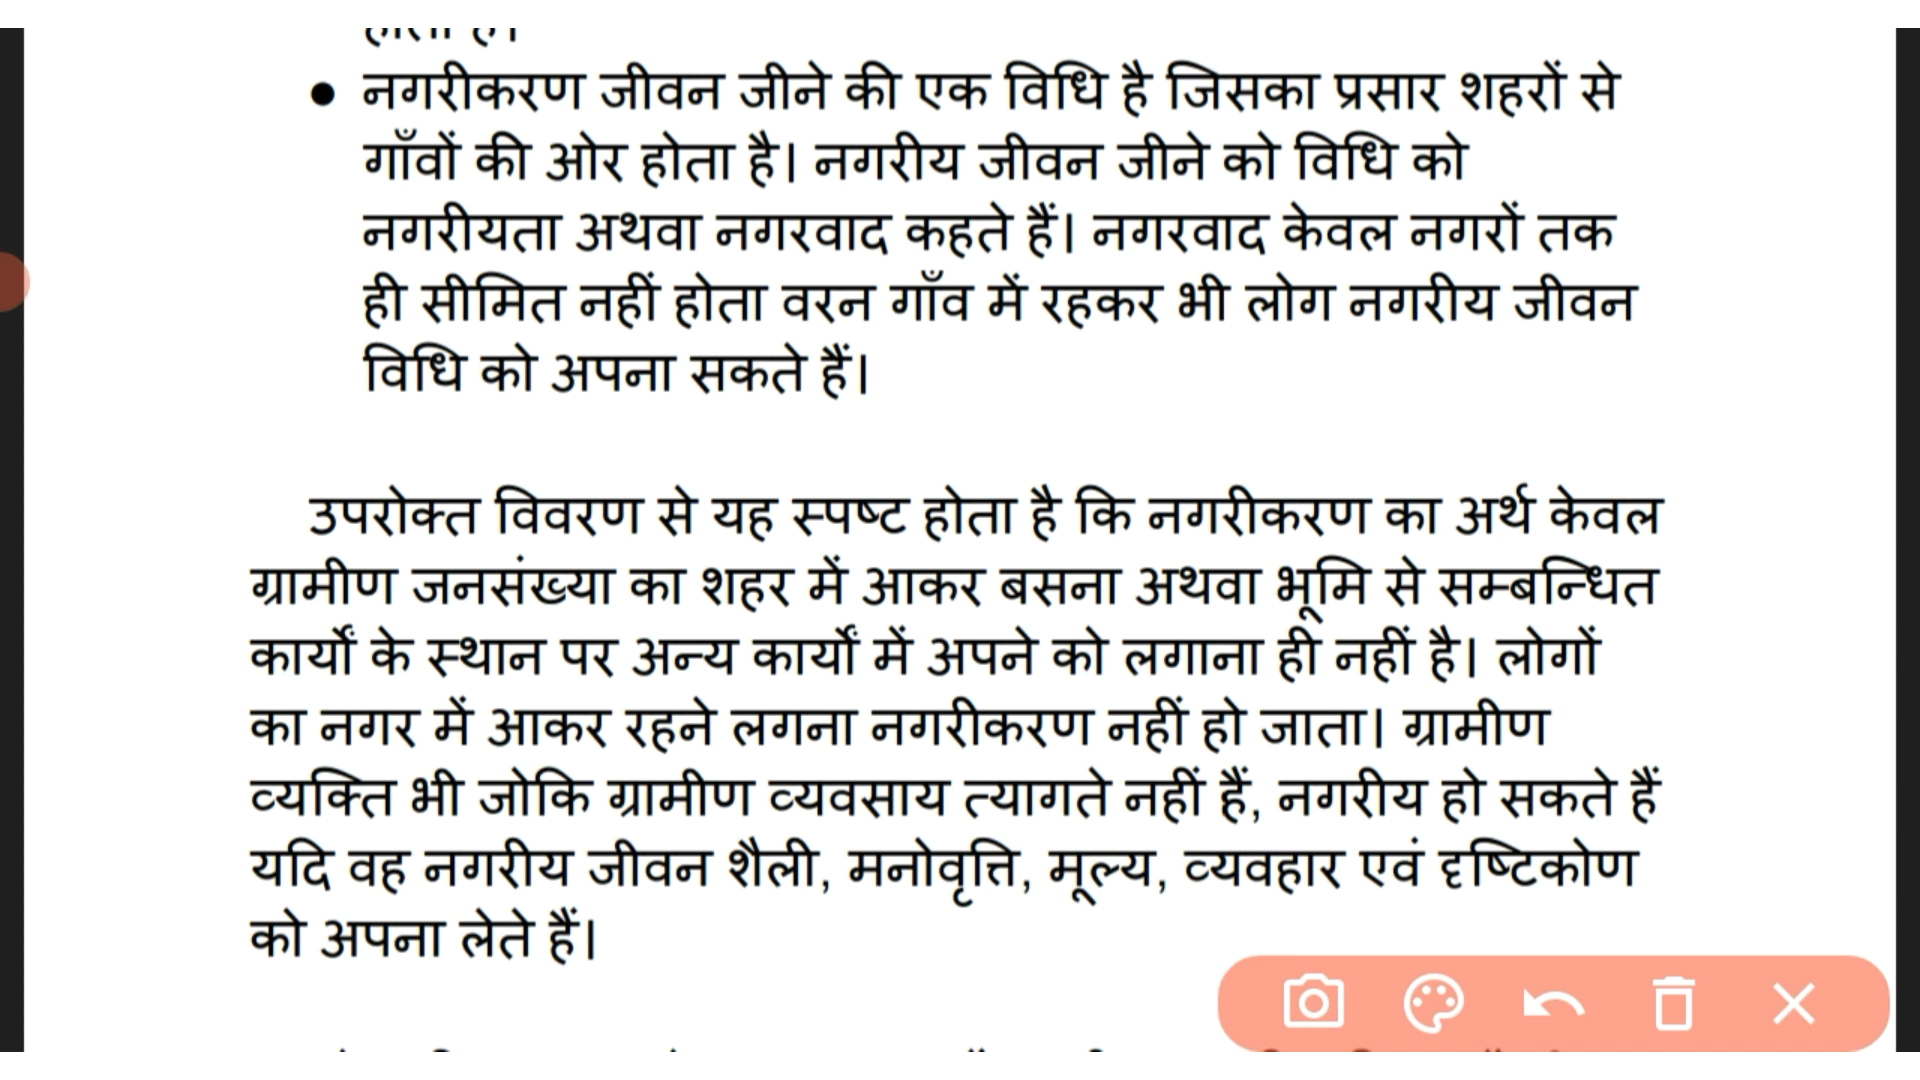 ● नगरीकरण जीवन जीने की एक विधि है जिसका प्रसार शहरों से
गाँवों की ओर होता है। नगरीय जीवन जीने को विधि को
नगरीयता अथवा नगरवाद कहते हैं। नगरवाद केवल नगरों तक
ही सीमित नहीं होता वरन गाँव में रहकर भी लोग नगरीय जीवन
विधि को अपना सकते हैं।
उपरोक्त विवरण से यह स्पष्ट होता है कि नगरीकरण का अर्थ केवल
ग्रामीण जनसंख्या का शहर में आकर बसना अथवा भूमि से सम्बन्धित
कार्यों के स्थान पर अन्य कार्यों में अपने को लगाना ही नहीं है। लोगों
का नगर में आकर रहने लगना नगरीकरण नहीं हो जाता। ग्रामीण
व्यक्ति भी जोकि ग्रामीण व्यवसाय त्यागते नहीं हैं, नगरीय हो सकते हैं
यदि वह नगरीय जीवन शैली, मनोवृत्ति, मूल्य, व्यवहार एवं दृष्टिकोण
को अपना लेते हैं।